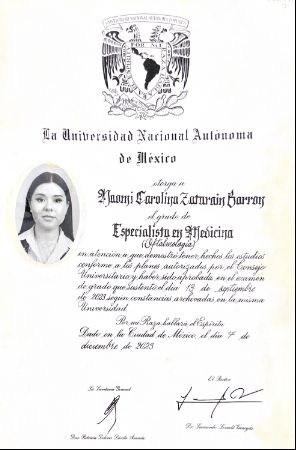 La Universidad Nacional Autónoma
de México
otorga a
Naomi Carolina Zatarain Barron
el grado de
Especialista en Medicina
(Oftalmología)
en atención a que demostró tener hechos los estudios
conforme a los planes autorizados por el Consejo
Universitario y haber sido aprobada en el examen
de grado que sustentó el día 13 de septiembre
de 2023 según constancias archivadas en la misma
Universidad.
Por mi Raza hablará el Espíritu
Dado en la Ciudad de México, el día 7 de
diciembre de 2023
La Secretaria General
El Rector
Dra. Patricia Dolores Dávila Aranda
Dr. Leonardo Lomelí Vanegas